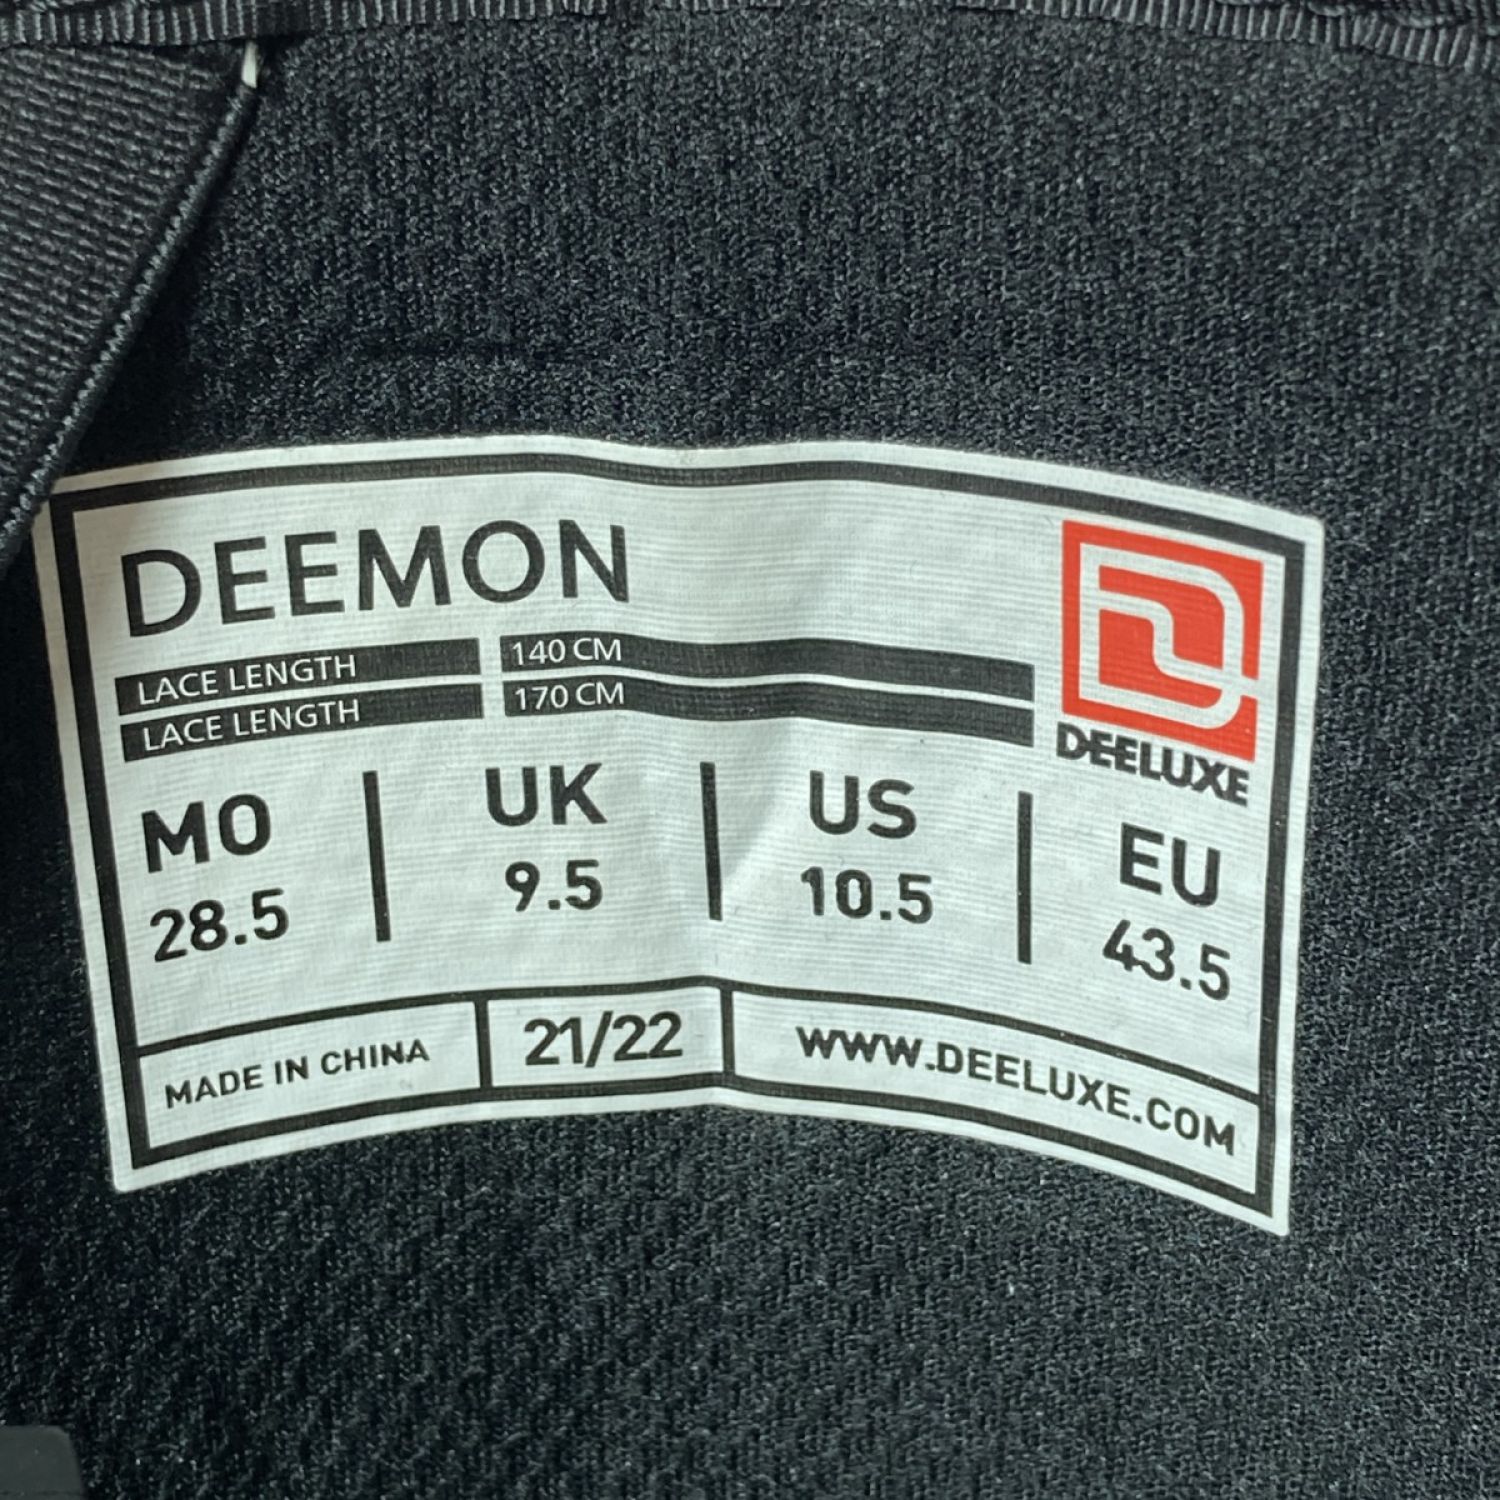 DEEMON
LACE LENGTH 140 CM
LACE LENGTH 170 CM
DEELUXE
MO UK US EU
28.5 9.5 10.5 43.5
MADE IN CHINA 21/22 WWW.DEELUXE.COM